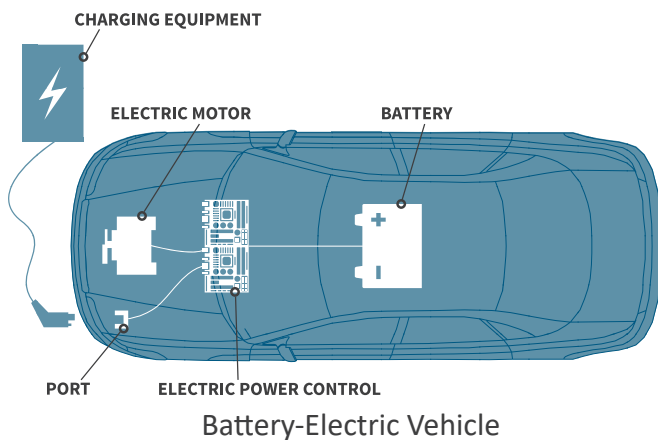 CHARGING EQUIPMENT
ELECTRIC MOTOR
BATTERY
+
-
PORT
ELECTRIC POWER CONTROL
Battery-Electric Vehicle